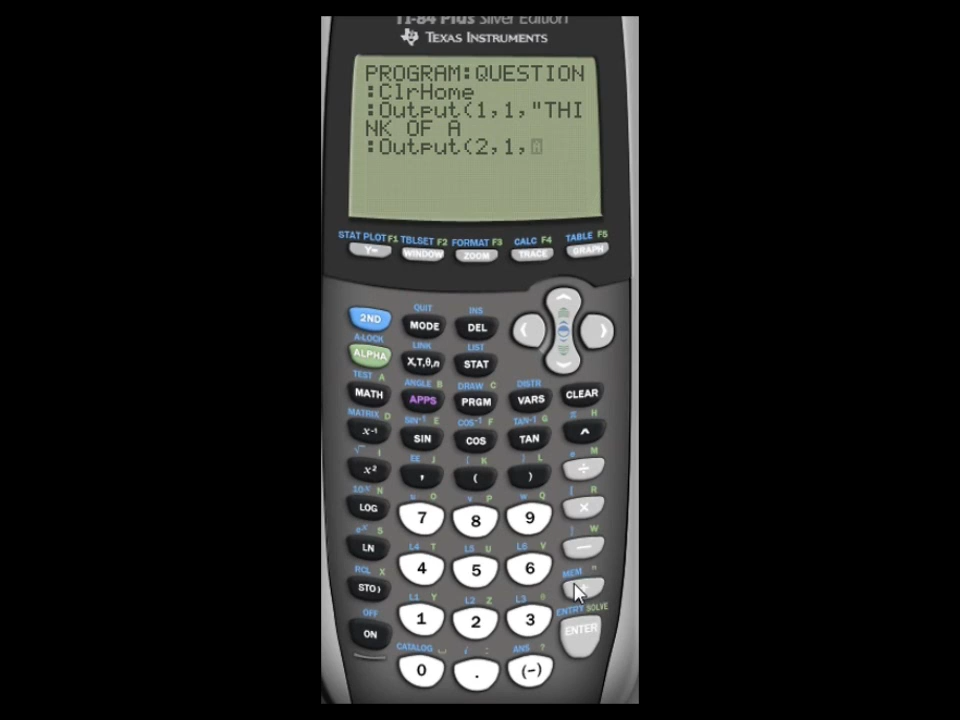 TI-84 Plus Silver Edition
TEXAS INSTRUMENTS
PROGRAM:QUESTION
:ClrHome
:Output(1,1,"THI
NK OF A
:Output(2,1,
STAT PLOT F1 TBLSET F2 FORMAT F3 CALC F4 TABLE F5
Y= WINDOW ZOOM TRACE GRAPH
QUIT INS
2ND MODE DEL
A-LOCK LINK LIST
ALPHA X,T,θ,n STAT
TEST A ANGLE B DRAW C DISTR
MATH APPS PRGM VARS CLEAR
MATRIX D SIN-1 E COS-1 F TAN-1 G π H
x-1 SIN COS TAN ^
√ I EE J { K } L e M
x2 , ( ) ÷
10x N u O v P w Q [ R
LOG 7 8 9 ×
ex S L4 T L5 U L6 V ] W
LN 4 5 6 −
RCL X L1 Y L2 Z L3 θ MEM "
STO▸ 1 2 3 +
OFF CATALOG i : ANS ? ENTRY SOLVE
ON 0 . (-) ENTER